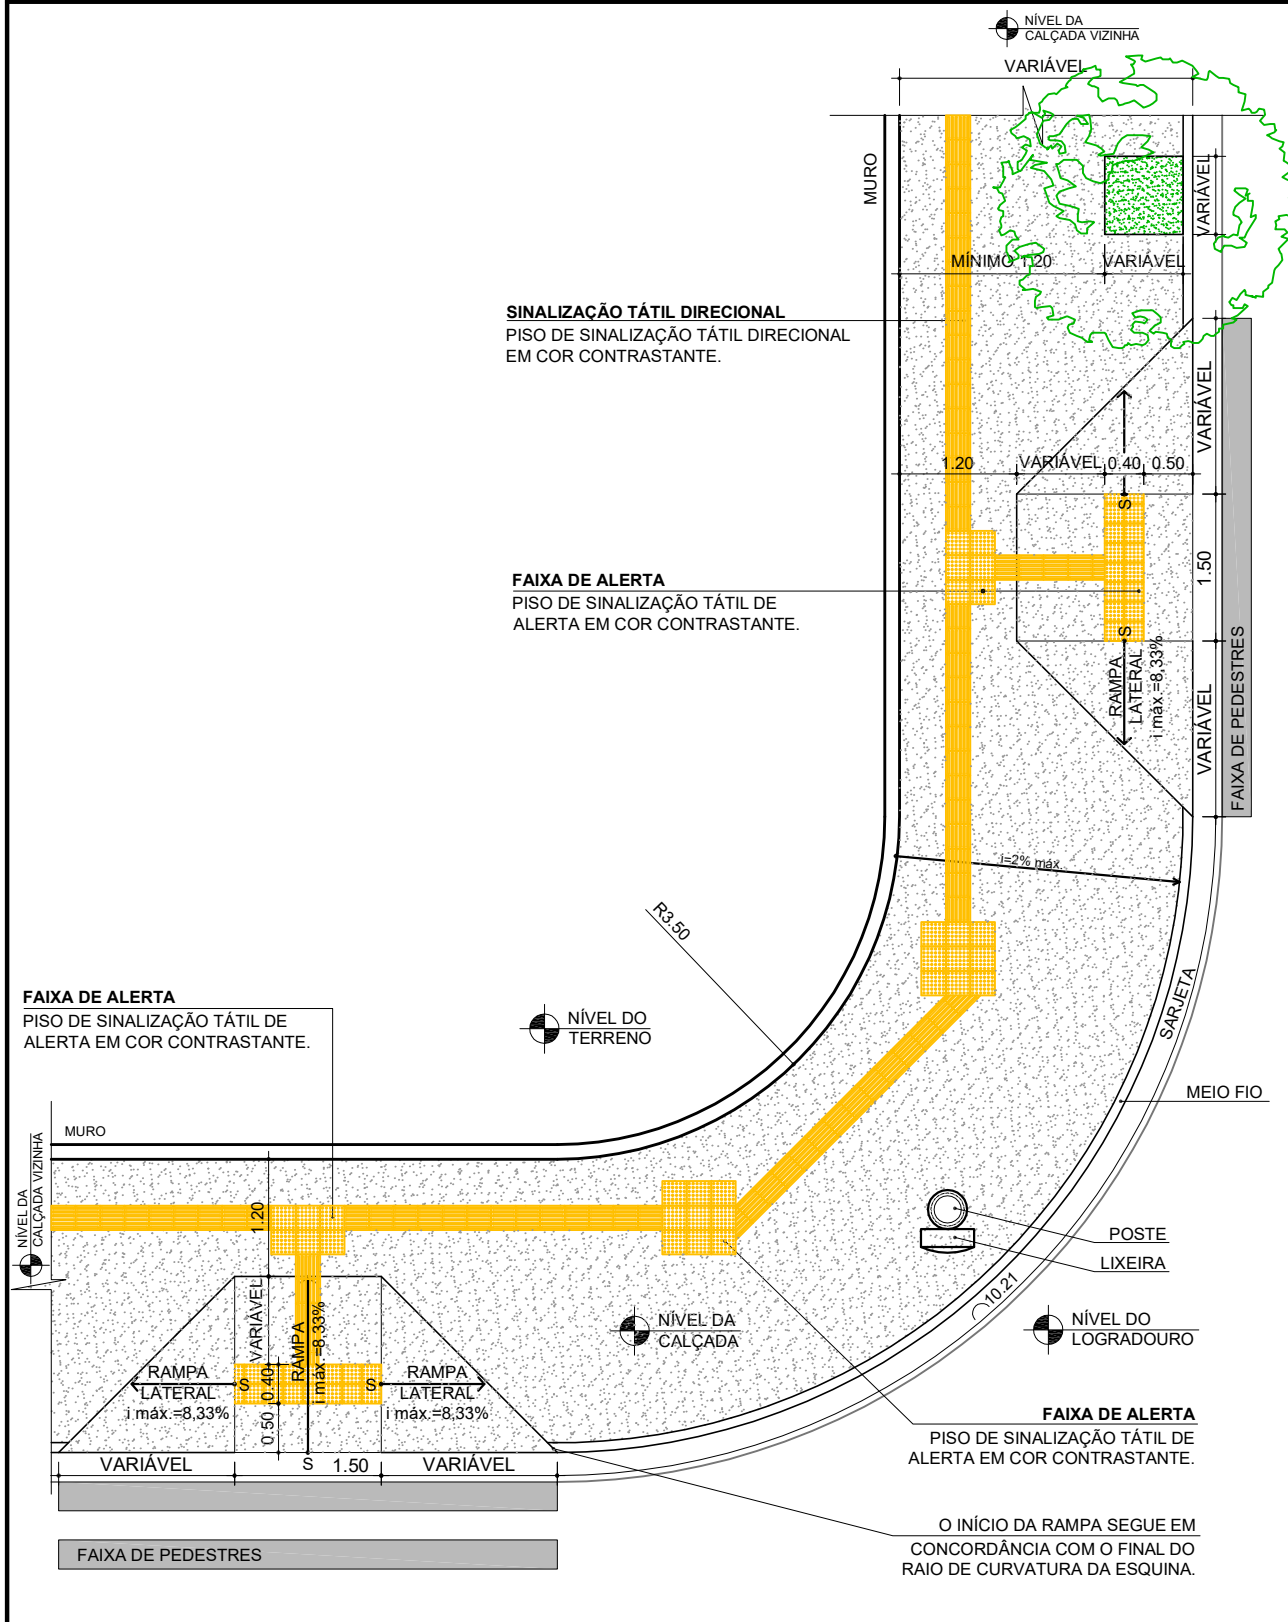 NÍVEL DA
CALÇADA VIZINHA
VARIÁVEL
MURO
VARIÁVEL
MÍNIMO 1.20
VARIÁVEL
SINALIZAÇÃO TÁTIL DIRECIONAL
PISO DE SINALIZAÇÃO TÁTIL DIRECIONAL
EM COR CONTRASTANTE.
VARIÁVEL
1.20
VARIÁVEL
0.40
0.50
S
1.50
FAIXA DE ALERTA
PISO DE SINALIZAÇÃO TÁTIL DE
ALERTA EM COR CONTRASTANTE.
S
RAMPA
LATERAL
i máx.=8,33%
VARIÁVEL
FAIXA DE PEDESTRES
i=2% máx.
R3.50
SARJETA
FAIXA DE ALERTA
PISO DE SINALIZAÇÃO TÁTIL DE
ALERTA EM COR CONTRASTANTE.
NÍVEL DO
TERRENO
MEIO FIO
MURO
NÍVEL DA
CALÇADA VIZINHA
1.20
POSTE
LIXEIRA
10.21
NÍVEL DA
CALÇADA
NÍVEL DO
LOGRADOURO
VARIÁVEL
0.40
0.50
RAMPA
i máx.=8,33%
RAMPA
LATERAL
i máx.=8,33%
S
S
RAMPA
LATERAL
i máx.=8,33%
VARIÁVEL
S
1.50
VARIÁVEL
FAIXA DE ALERTA
PISO DE SINALIZAÇÃO TÁTIL DE
ALERTA EM COR CONTRASTANTE.
O INÍCIO DA RAMPA SEGUE EM
CONCORDÂNCIA COM O FINAL DO
RAIO DE CURVATURA DA ESQUINA.
FAIXA DE PEDESTRES